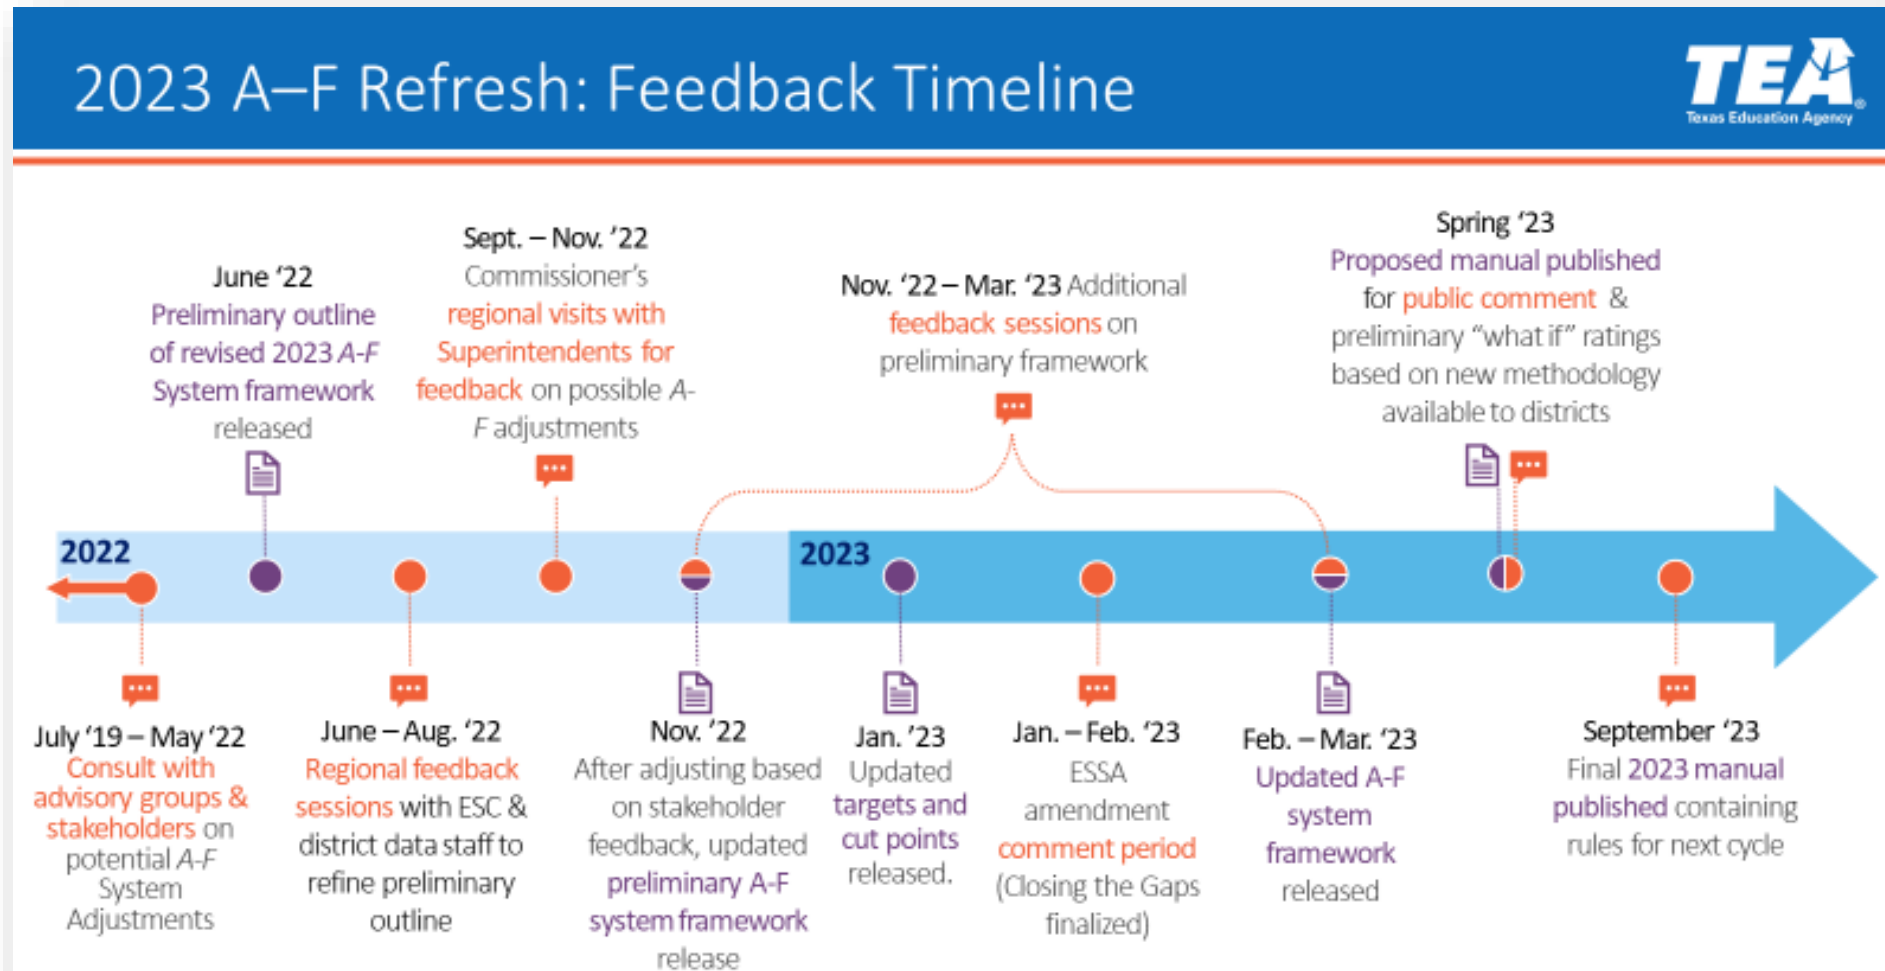 2023 A–F Refresh: Feedback Timeline
TEA®
Texas Education Agency
June ‘22
Preliminary outline
of revised 2023 A-F
System framework
released
Sept. – Nov. ‘22
Commissioner’s
regional visits with
Superintendents for
feedback on possible A-
F adjustments
Nov. ‘22 – Mar. ‘23 Additional
feedback sessions on
preliminary framework
Spring ‘23
Proposed manual published
for public comment &
preliminary “what if” ratings
based on new methodology
available to districts
2022
2023
July ‘19 – May ‘22
Consult with
advisory groups &
stakeholders on
potential A-F
System
Adjustments
June – Aug. ‘22
Regional feedback
sessions with ESC &
district data staff to
refine preliminary
outline
Nov. ‘22
After adjusting based
on stakeholder
feedback, updated
preliminary A-F
system framework
release
Jan. ‘23
Updated
targets and
cut points
released.
Jan. – Feb. ‘23
ESSA
amendment
comment period
(Closing the Gaps
finalized)
Feb. – Mar. ‘23
Updated A-F
system
framework
released
September ‘23
Final 2023 manual
published containing
rules for next cycle